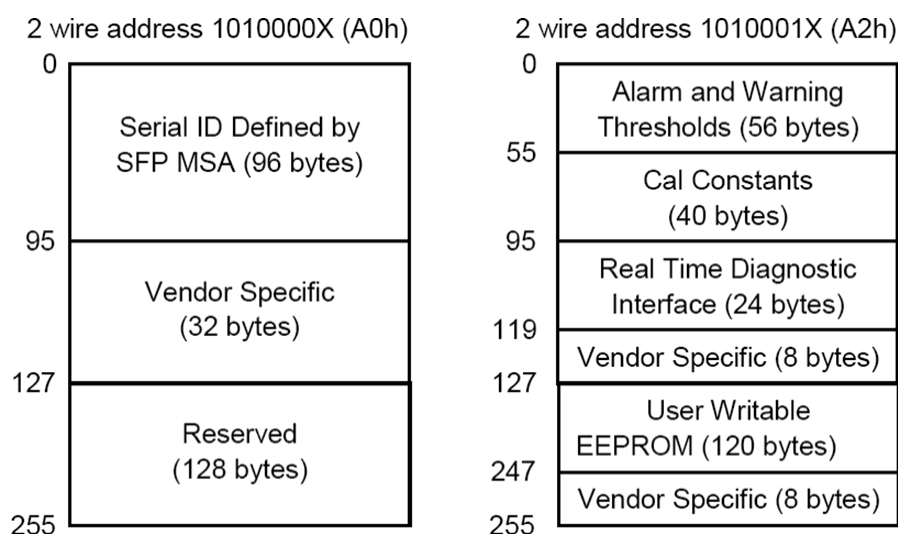 2 wire address 1010000X (A0h)
0
Serial ID Defined by
SFP MSA (96 bytes)
95
Vendor Specific
(32 bytes)
127
Reserved
(128 bytes)
255
2 wire address 1010001X (A2h)
0
Alarm and Warning
Thresholds (56 bytes)
55
Cal Constants
(40 bytes)
95
Real Time Diagnostic
Interface (24 bytes)
119
Vendor Specific (8 bytes)
127
User Writable
EEPROM (120 bytes)
247
Vendor Specific (8 bytes)
255